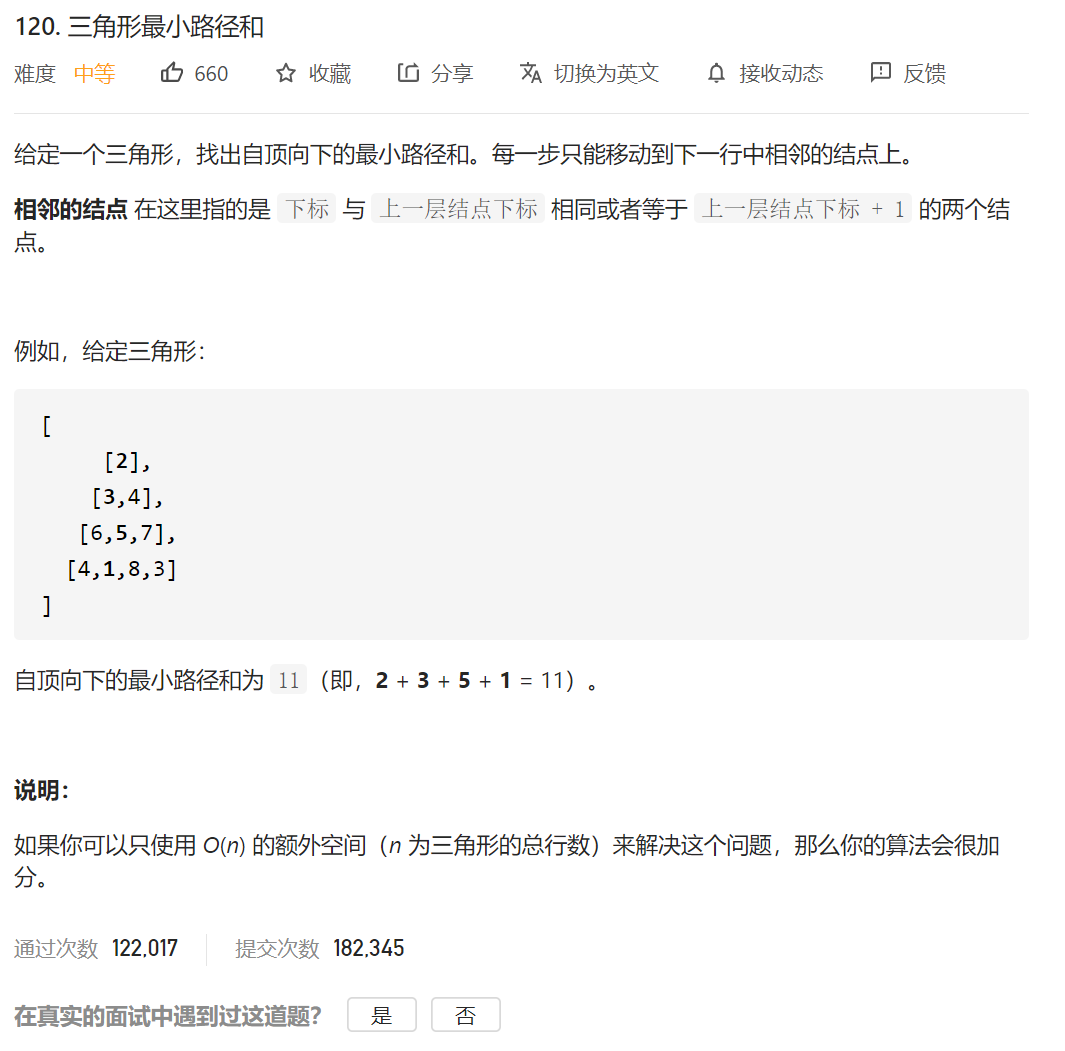 120. 三角形最小路径和
难度 中等 660 收藏 分享 切换为英文 接收动态 反馈
给定一个三角形，找出自顶向下的最小路径和。每一步只能移动到下一行中相邻的结点上。
相邻的结点 在这里指的是 下标 与 上一层结点下标 相同或者等于 上一层结点下标 + 1 的两个结
点。
例如，给定三角形：
[
[2],
[3,4],
[6,5,7],
[4,1,8,3]
]
自顶向下的最小路径和为 11（即，2 + 3 + 5 + 1 = 11）。
说明：
如果你可以只使用 O(n) 的额外空间（n 为三角形的总行数）来解决这个问题，那么你的算法会很加
分。
通过次数 122,017 提交次数 182,345
在真实的面试中遇到过这道题？ 是 否